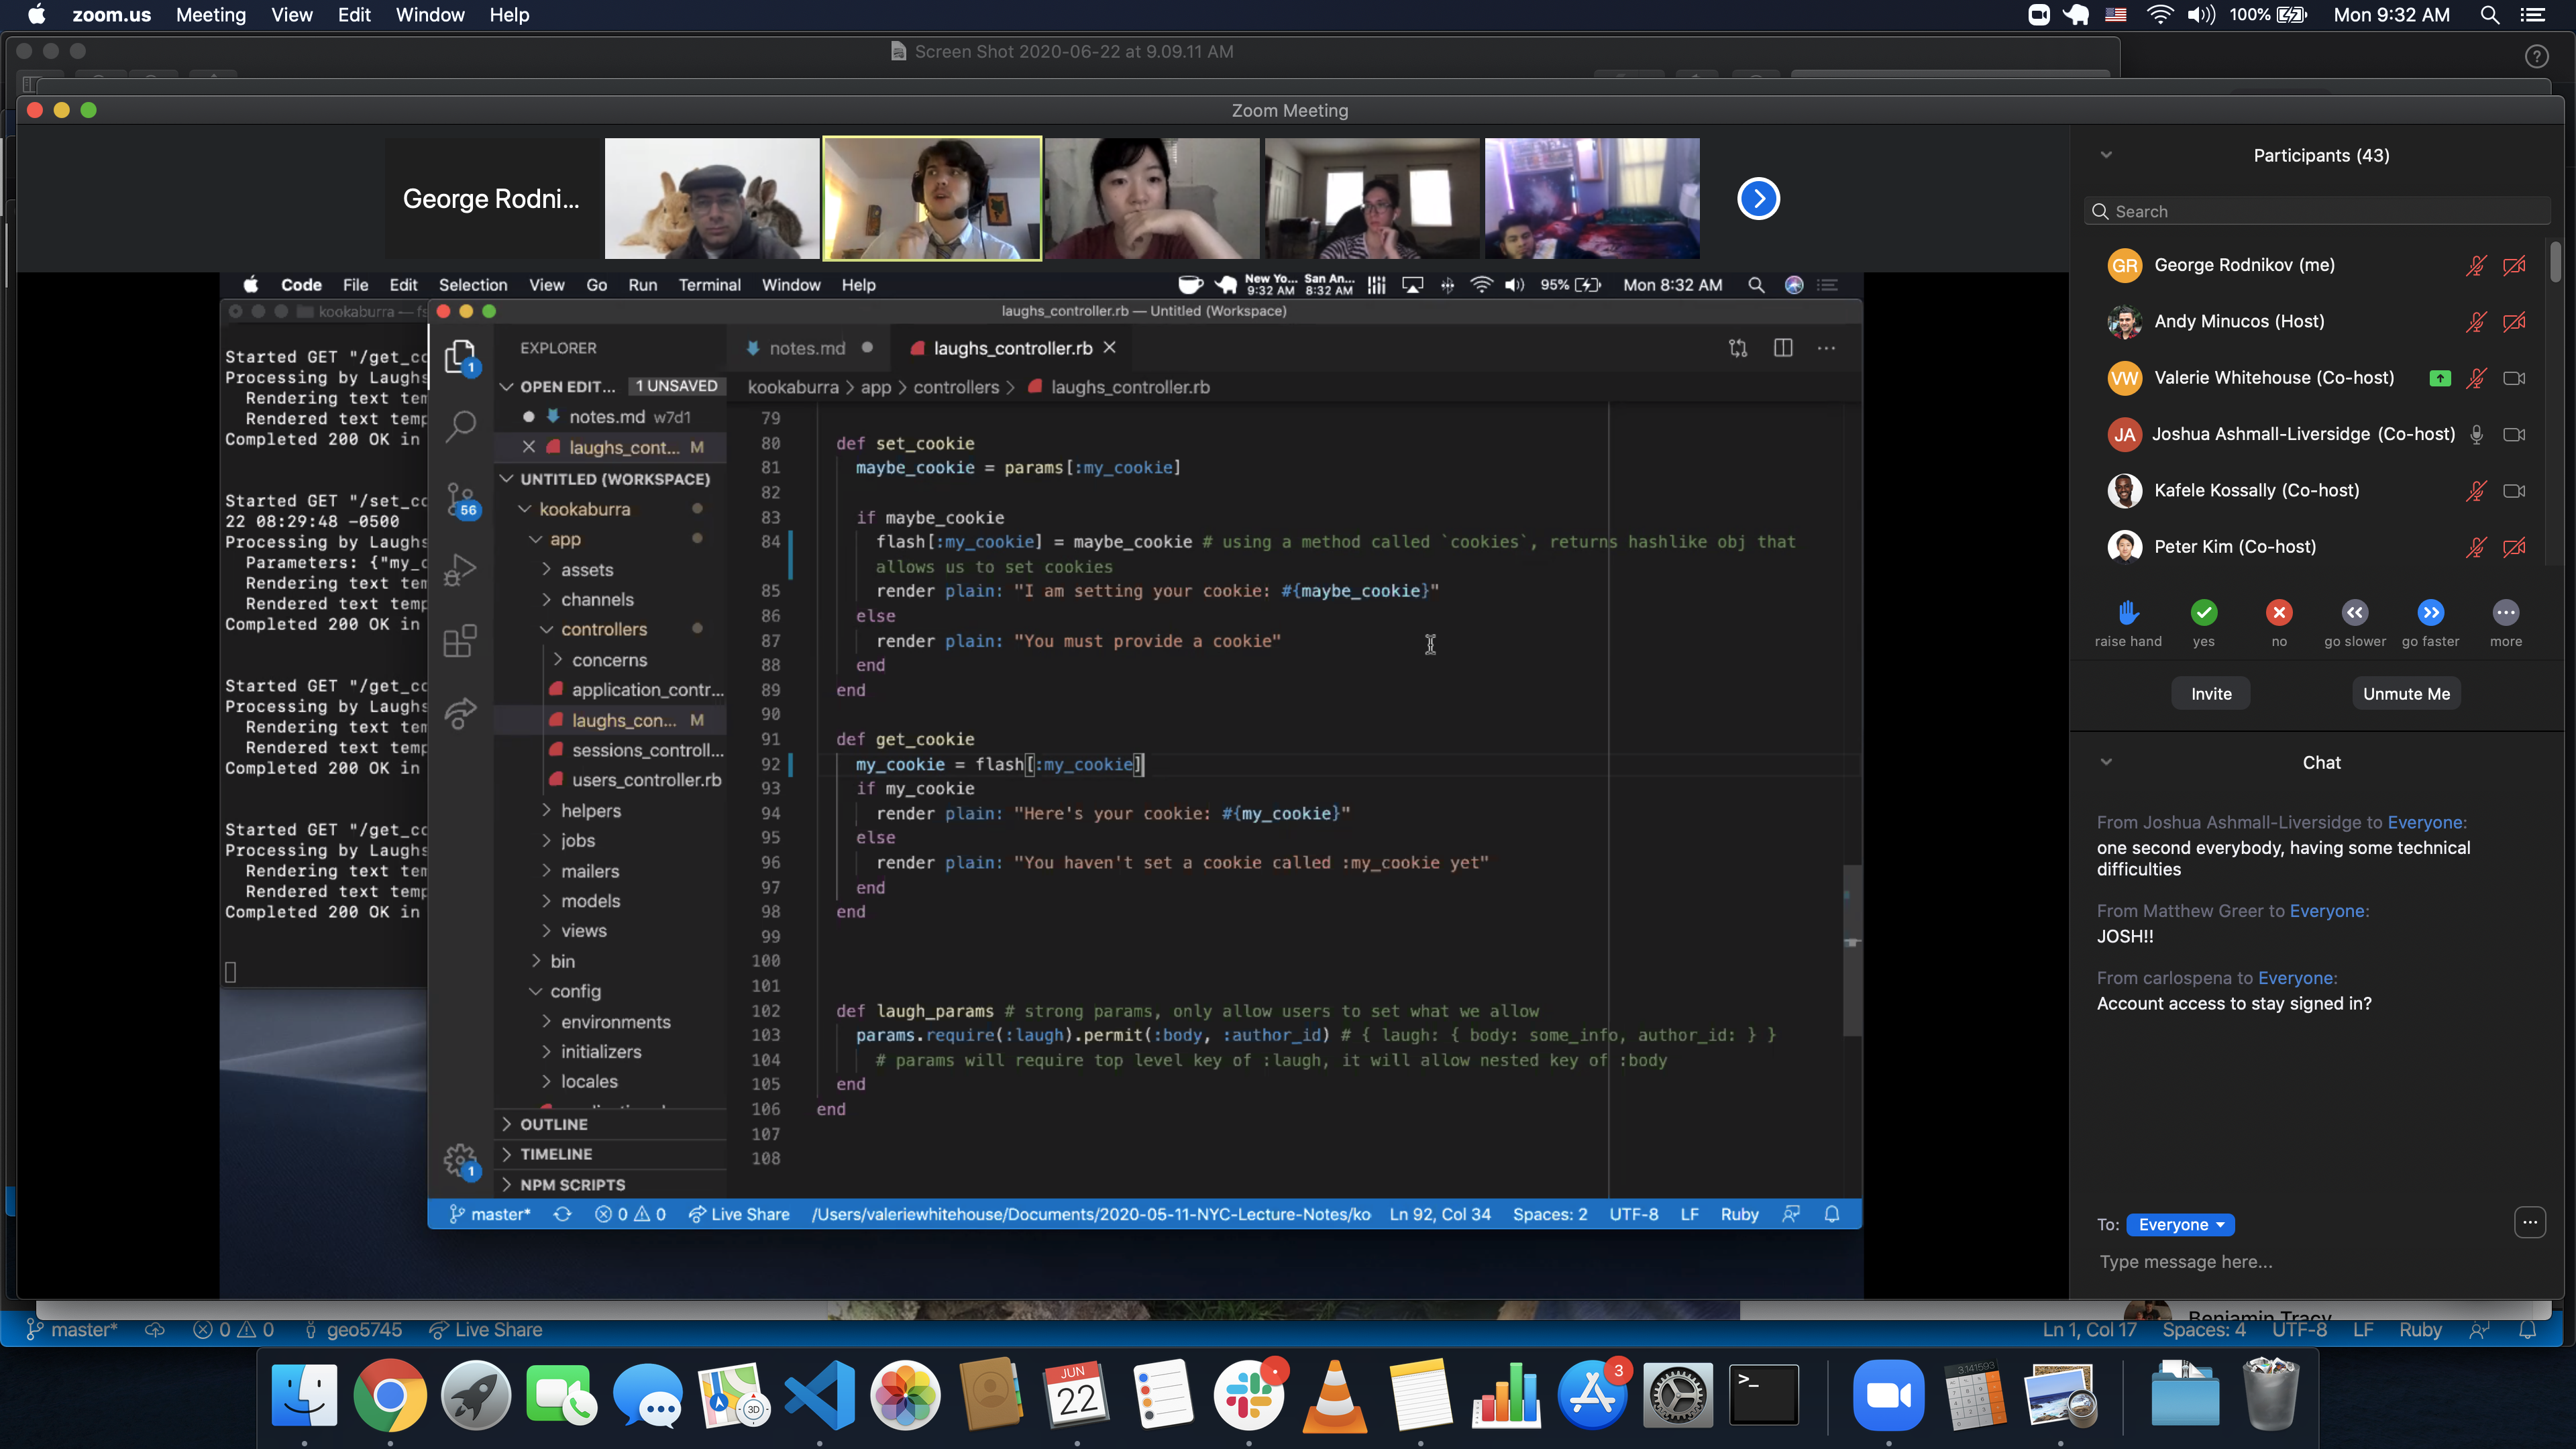 zoom.us Meeting View Edit Window Help 100% Mon 9:32 AM
Screen Shot 2020-06-22 at 9.09.11 AM
Zoom Meeting
George Rodni...
Code File Edit Selection View Go Run Terminal Window Help New Yo... 9:32 AM San An... 8:32 AM 95% Mon 8:32 AM
kookaburra — fs
Started GET "/get_co
Processing by Laughs
Rendering text tem
Rendered text temp
Completed 200 OK in
Started GET "/set_co
22 08:29:48 -0500
Processing by Laughs
Parameters: {"my_c
Rendering text tem
Rendered text temp
Completed 200 OK in
Started GET "/get_co
Processing by Laughs
Rendering text tem
Rendered text temp
Completed 200 OK in
Started GET "/get_co
Processing by Laughs
Rendering text tem
Rendered text temp
Completed 200 OK in
laughs_controller.rb — Untitled (Workspace)
1
56
1
EXPLORER
OPEN EDIT... 1 UNSAVED
notes.md w7d1
laughs_cont... M
UNTITLED (WORKSPACE)
kookaburra
app
assets
channels
controllers
concerns
application_contr...
laughs_con... M
sessions_controll...
users_controller.rb
helpers
jobs
mailers
models
views
bin
config
environments
initializers
locales
OUTLINE
TIMELINE
NPM SCRIPTS
notes.md laughs_controller.rb
kookaburra > app > controllers > laughs_controller.rb
79
80 def set_cookie
81 maybe_cookie = params[:my_cookie]
82
83 if maybe_cookie
84 flash[:my_cookie] = maybe_cookie # using a method called `cookies`, returns hashlike obj that
allows us to set cookies
85 render plain: "I am setting your cookie: #{maybe_cookie}"
86 else
87 render plain: "You must provide a cookie"
88 end
89 end
90
91 def get_cookie
92 my_cookie = flash[:my_cookie]
93 if my_cookie
94 render plain: "Here's your cookie: #{my_cookie}"
95 else
96 render plain: "You haven't set a cookie called :my_cookie yet"
97 end
98 end
99
100
101
102 def laugh_params # strong params, only allow users to set what we allow
103 params.require(:laugh).permit(:body, :author_id) # { laugh: { body: some_info, author_id: } }
104 # params will require top level key of :laugh, it will allow nested key of :body
105 end
106 end
107
108
master* 0 0 Live Share /Users/valeriewhitehouse/Documents/2020-05-11-NYC-Lecture-Notes/ko Ln 92, Col 34 Spaces: 2 UTF-8 LF Ruby
Participants (43)
Search
GR George Rodnikov (me)
Andy Minucos (Host)
VW Valerie Whitehouse (Co-host)
JA Joshua Ashmall-Liversidge (Co-host)
Kafele Kossally (Co-host)
Peter Kim (Co-host)
raise hand yes no go slower go faster more
Invite Unmute Me
Chat
From Joshua Ashmall-Liversidge to Everyone:
one second everybody, having some technical
difficulties
From Matthew Greer to Everyone:
JOSH!!
From carlospena to Everyone:
Account access to stay signed in?
To: Everyone
Type message here...
Benjamin Tracy
master* 0 0 geo5745 Live Share Ln 1, Col 17 Spaces: 4 UTF-8 LF Ruby
3D
JUN
22
3
>_
3.141593